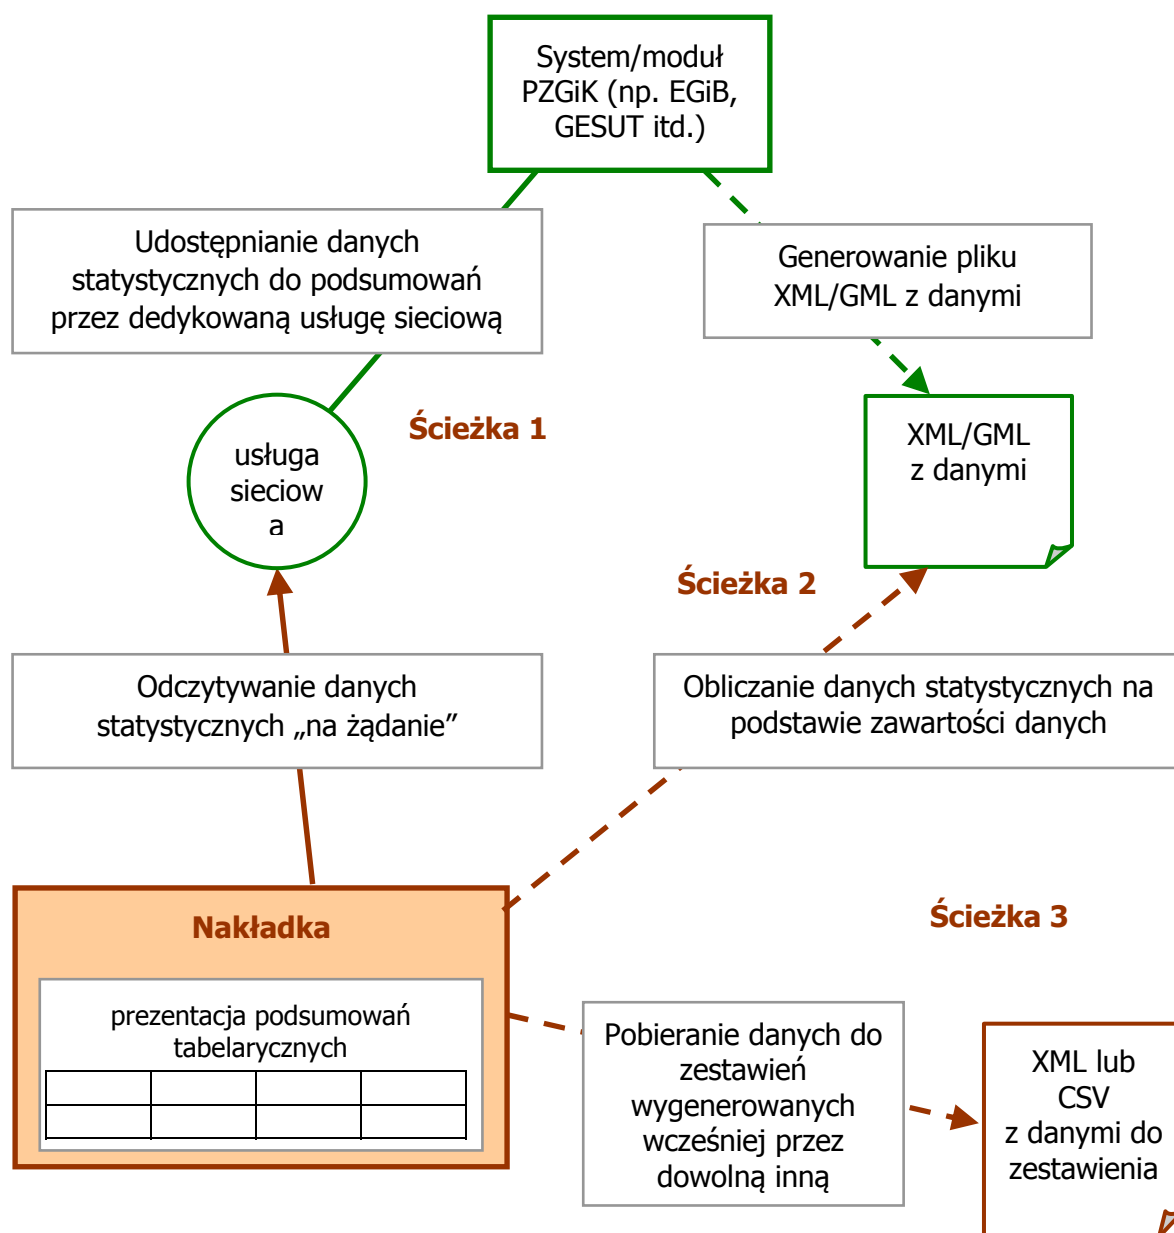 System/moduł
PZGiK (np. EGiB,
GESUT itd.)
Udostępnianie danych
statystycznych do podsumowań
przez dedykowaną usługę sieciową
Generowanie pliku
XML/GML z danymi
Ścieżka 1
usługa
sieciow
a
XML/GML
z danymi
Ścieżka 2
Odczytywanie danych
statystycznych „na żądanie”
Obliczanie danych statystycznych na
podstawie zawartości danych
Nakładka
Ścieżka 3
prezentacja podsumowań
tabelarycznych
Pobieranie danych do
zestawień
wygenerowanych
wcześniej przez
dowolną inną
XML lub
CSV
z danymi do
zestawienia